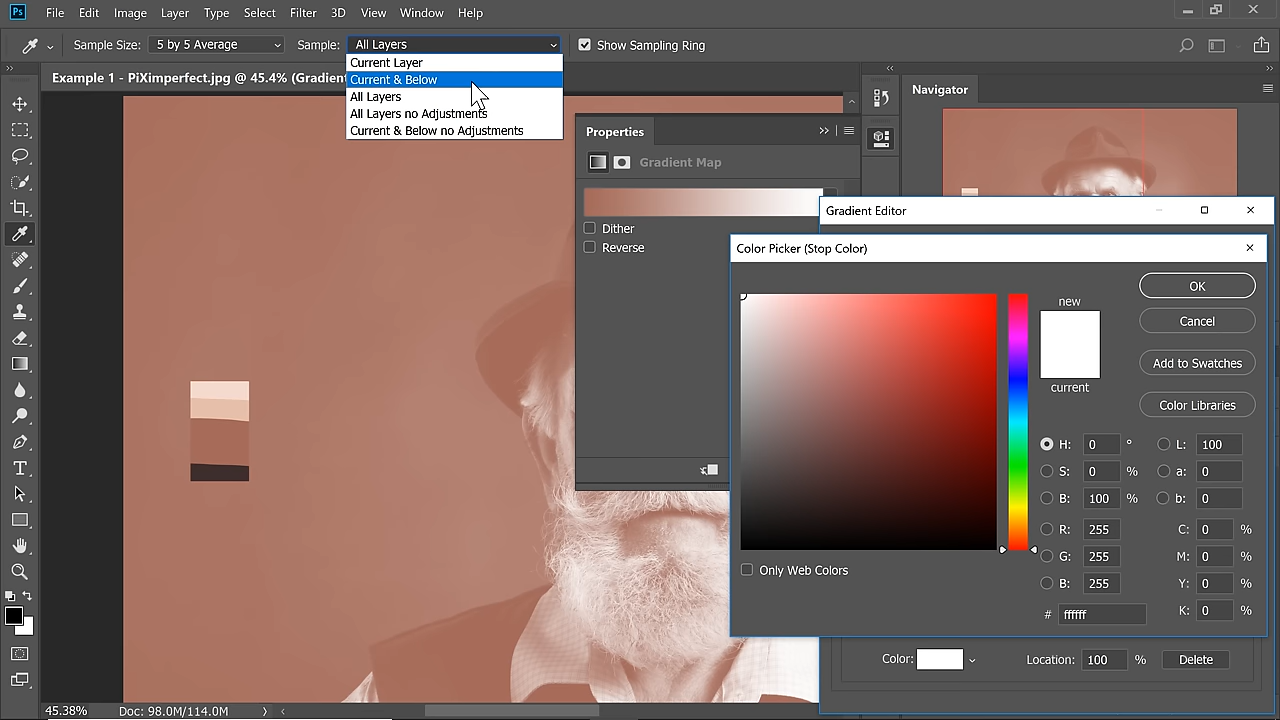 Ps File Edit Image Layer Type Select Filter 3D View Window Help
Sample Size: 5 by 5 Average Sample: All Layers Show Sampling Ring
Current Layer
Current & Below
All Layers
All Layers no Adjustments
Current & Below no Adjustments
Example 1 - PiXimperfect.jpg @ 45.4% (Gradient
Navigator
Properties
Gradient Map
Dither
Reverse
Gradient Editor
Color Picker (Stop Color)
new
current
OK
Cancel
Add to Swatches
Color Libraries
H: 0 ° L: 100
S: 0 % a: 0
B: 100 % b: 0
R: 255 C: 0 %
G: 255 M: 0 %
B: 255 Y: 0 %
# ffffff K: 0 %
Only Web Colors
Color: Location: 100 % Delete
45.38% Doc: 98.0M/114.0M